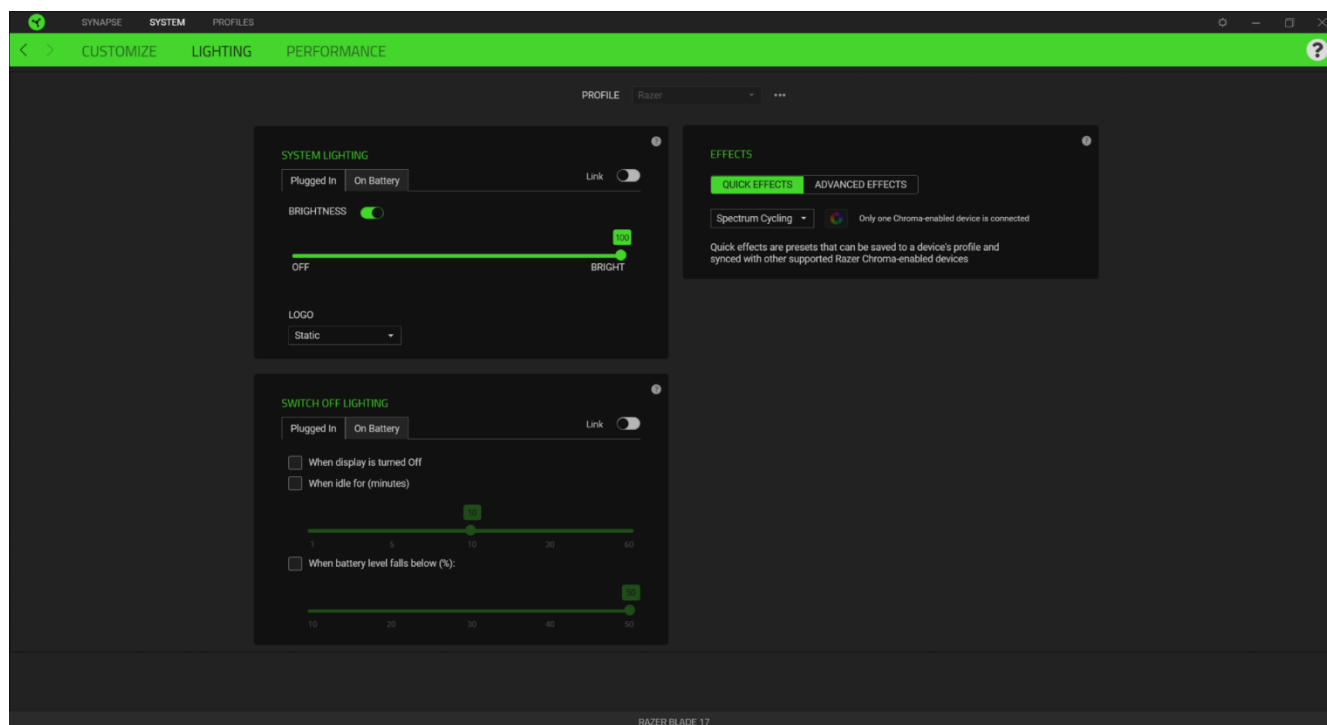 SYNAPSE SYSTEM PROFILES
CUSTOMIZE LIGHTING PERFORMANCE ?
PROFILE Razer
SYSTEM LIGHTING
Plugged In On Battery Link
BRIGHTNESS
100
OFF BRIGHT
LOGO
Static
EFFECTS
QUICK EFFECTS ADVANCED EFFECTS
Spectrum Cycling Only one Chroma-enabled device is connected
Quick effects are presets that can be saved to a device's profile and
synced with other supported Razer Chroma-enabled devices
SWITCH OFF LIGHTING
Plugged In On Battery Link
When display is turned Off
When idle for (minutes)
10
1 5 10 30 60
When battery level falls below (%):
50
10 20 30 40 50
RAZER BLADE 17